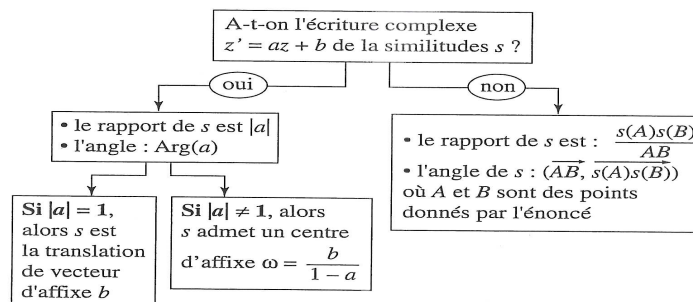 A-t-on l'écriture complexe
z' = az + b de la similitudes s ?
oui
non
• le rapport de s est |a|
• l'angle : Arg(a)
• le rapport de s est : s(A)s(B) / AB
• l'angle de s : (AB, s(A)s(B))
où A et B sont des points
donnés par l'énoncé
Si |a| = 1,
alors s est
la translation
de vecteur
d'affixe b
Si |a| ≠ 1, alors
s admet un centre
d'affixe ω = b / 1 – a